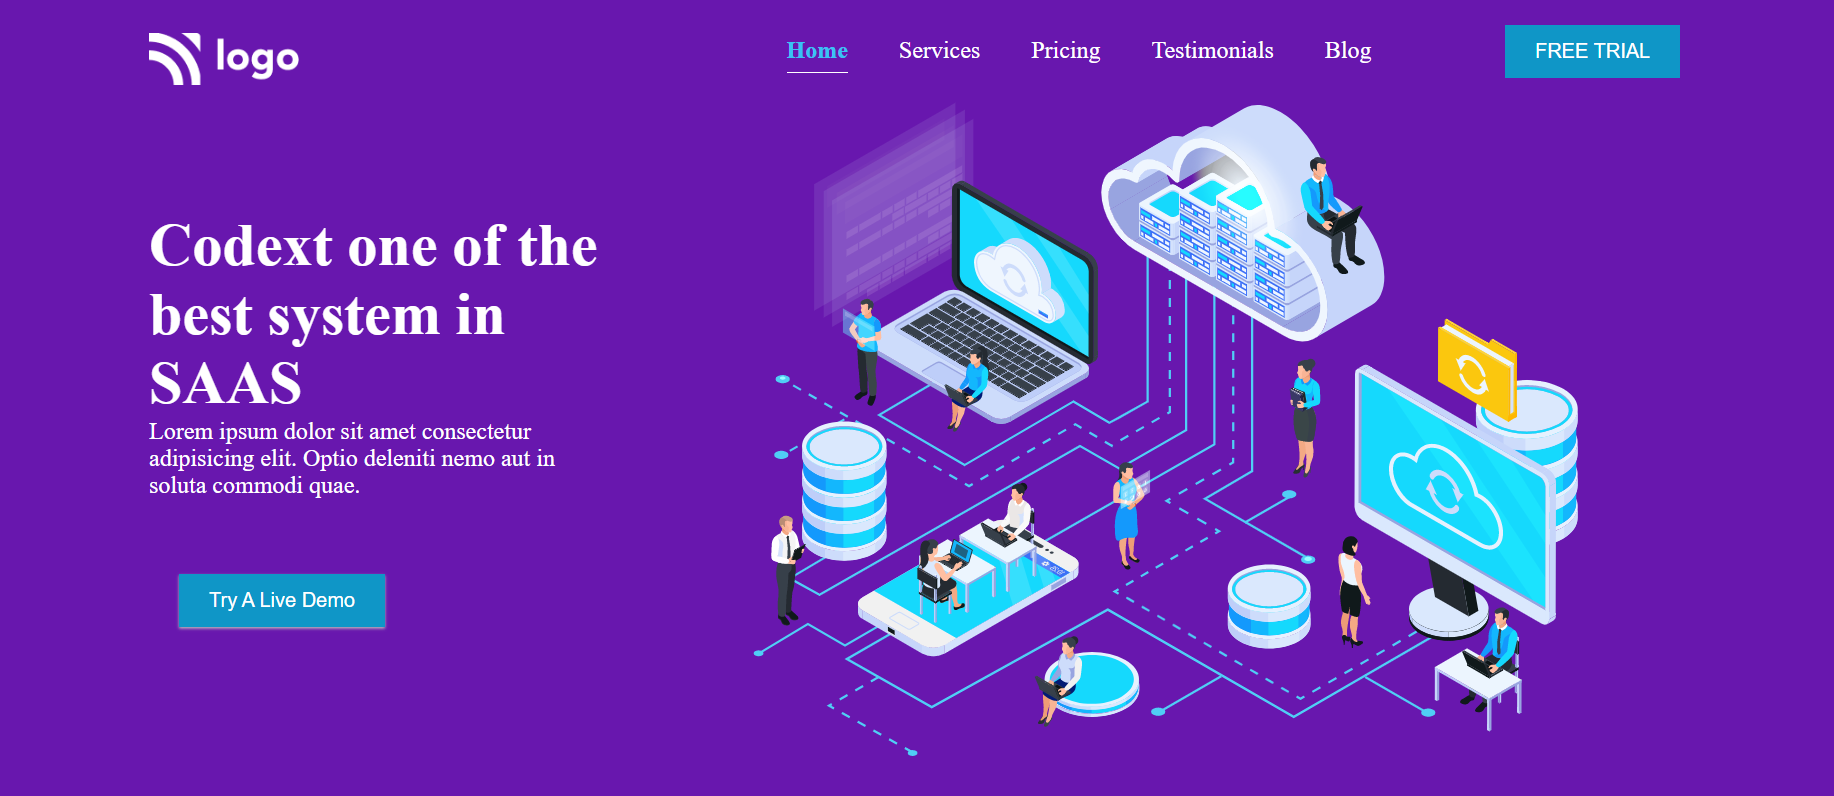 logo
Home Services Pricing Testimonials Blog
FREE TRIAL
Codext one of the
best system in
SAAS
Lorem ipsum dolor sit amet consectetur
adipisicing elit. Optio deleniti nemo aut in
soluta commodi quae.
Try A Live Demo